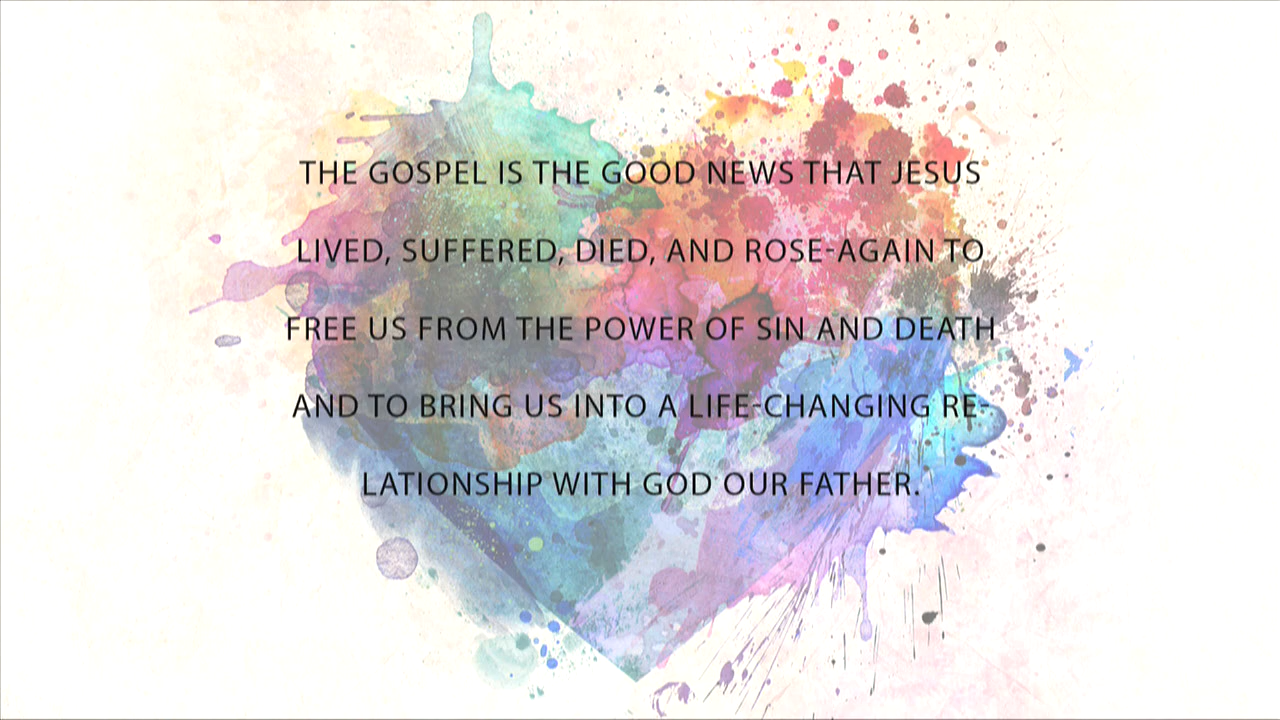 THE GOSPEL IS THE GOOD NEWS THAT JESUS
LIVED, SUFFERED, DIED, AND ROSE-AGAIN TO
FREE US FROM THE POWER OF SIN AND DEATH
AND TO BRING US INTO A LIFE-CHANGING RE-
LATIONSHIP WITH GOD OUR FATHER.